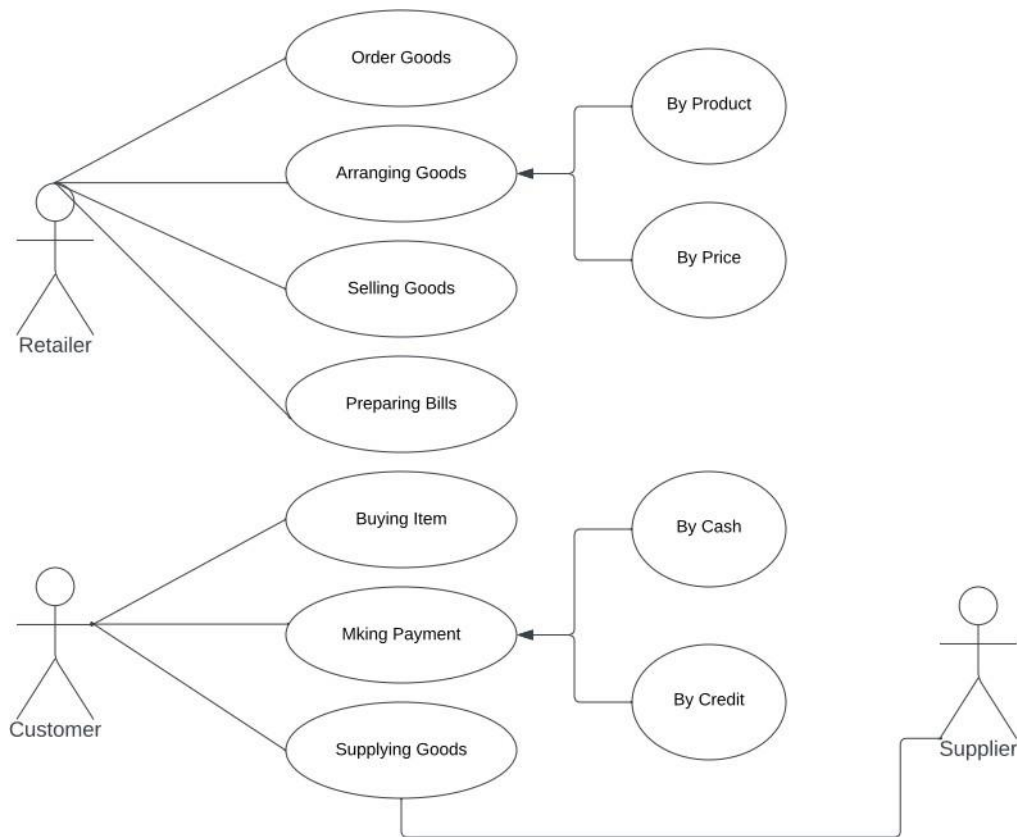 Order Goods
By Product
Arranging Goods
By Price
Selling Goods
Retailer
Preparing Bills
Buying Item
By Cash
Mking Payment
By Credit
Customer
Supplying Goods
Supplier